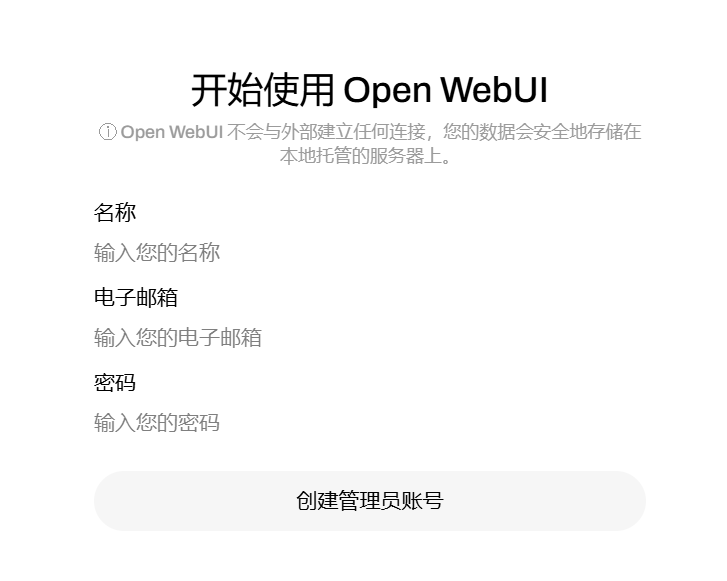 开始使用 Open WebUI
ⓘ Open WebUI 不会与外部建立任何连接，您的数据会安全地存储在
本地托管的服务器上。
名称
输入您的名称
电子邮箱
输入您的电子邮箱
密码
输入您的密码
创建管理员账号